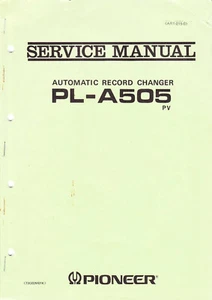 SERVICE MANUAL
AUTOMATIC RECORD CHANGER
PL-A505
PV
PIONEER